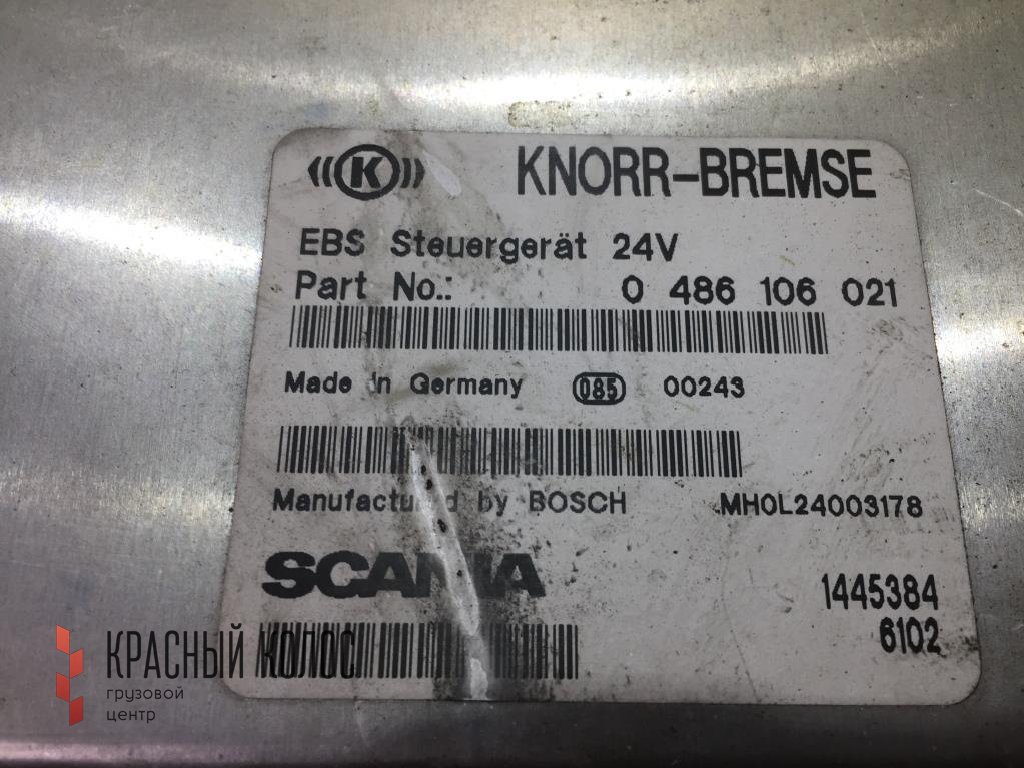 K KNORR-BREMSE
EBS Steuergerät 24V
Part No.: 0 486 106 021
Made in Germany 085 00243
Manufactured by BOSCH MH0L24003178
SCANIA 1445384
6102
КРАСНЫЙ КОЛОС
грузовой
центр